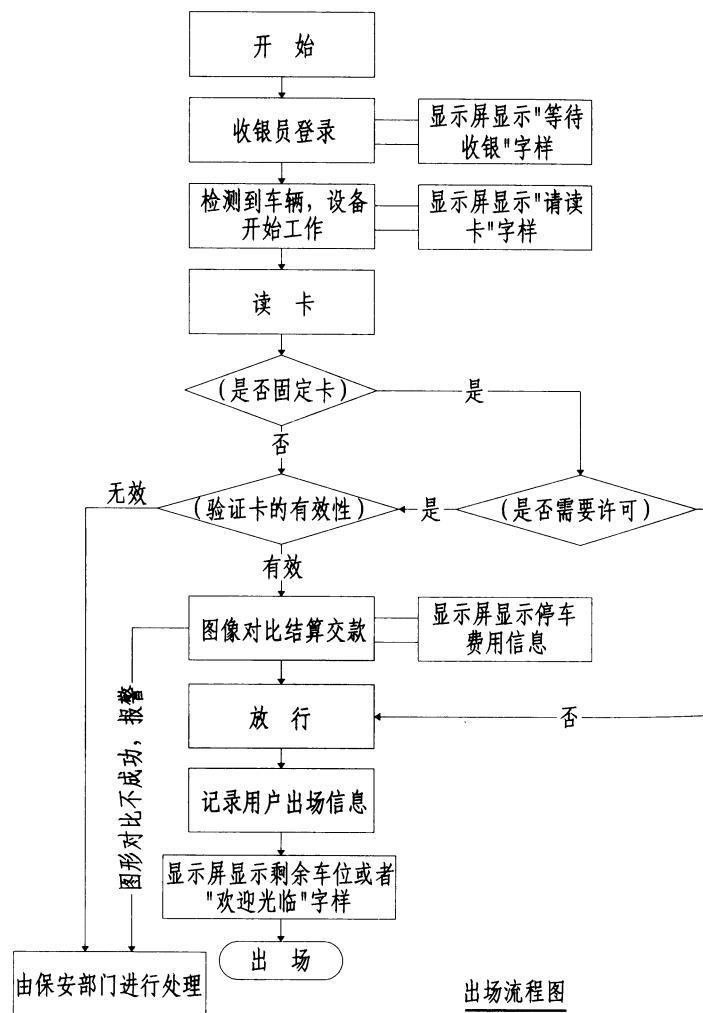 开 始
收银员登录
显示屏显示"等待
收银"字样
检测到车辆，设备
开始工作
显示屏显示"请读
卡"字样
读 卡
（是否固定卡）
是
否
无效
（验证卡的有效性）
是
（是否需要许可）
有效
图像对比结算交款
显示屏显示停车
费用信息
图形对比不成功，报警
放 行
否
记录用户出场信息
显示屏显示剩余车位或者
"欢迎光临"字样
出 场
由保安部门进行处理
出场流程图